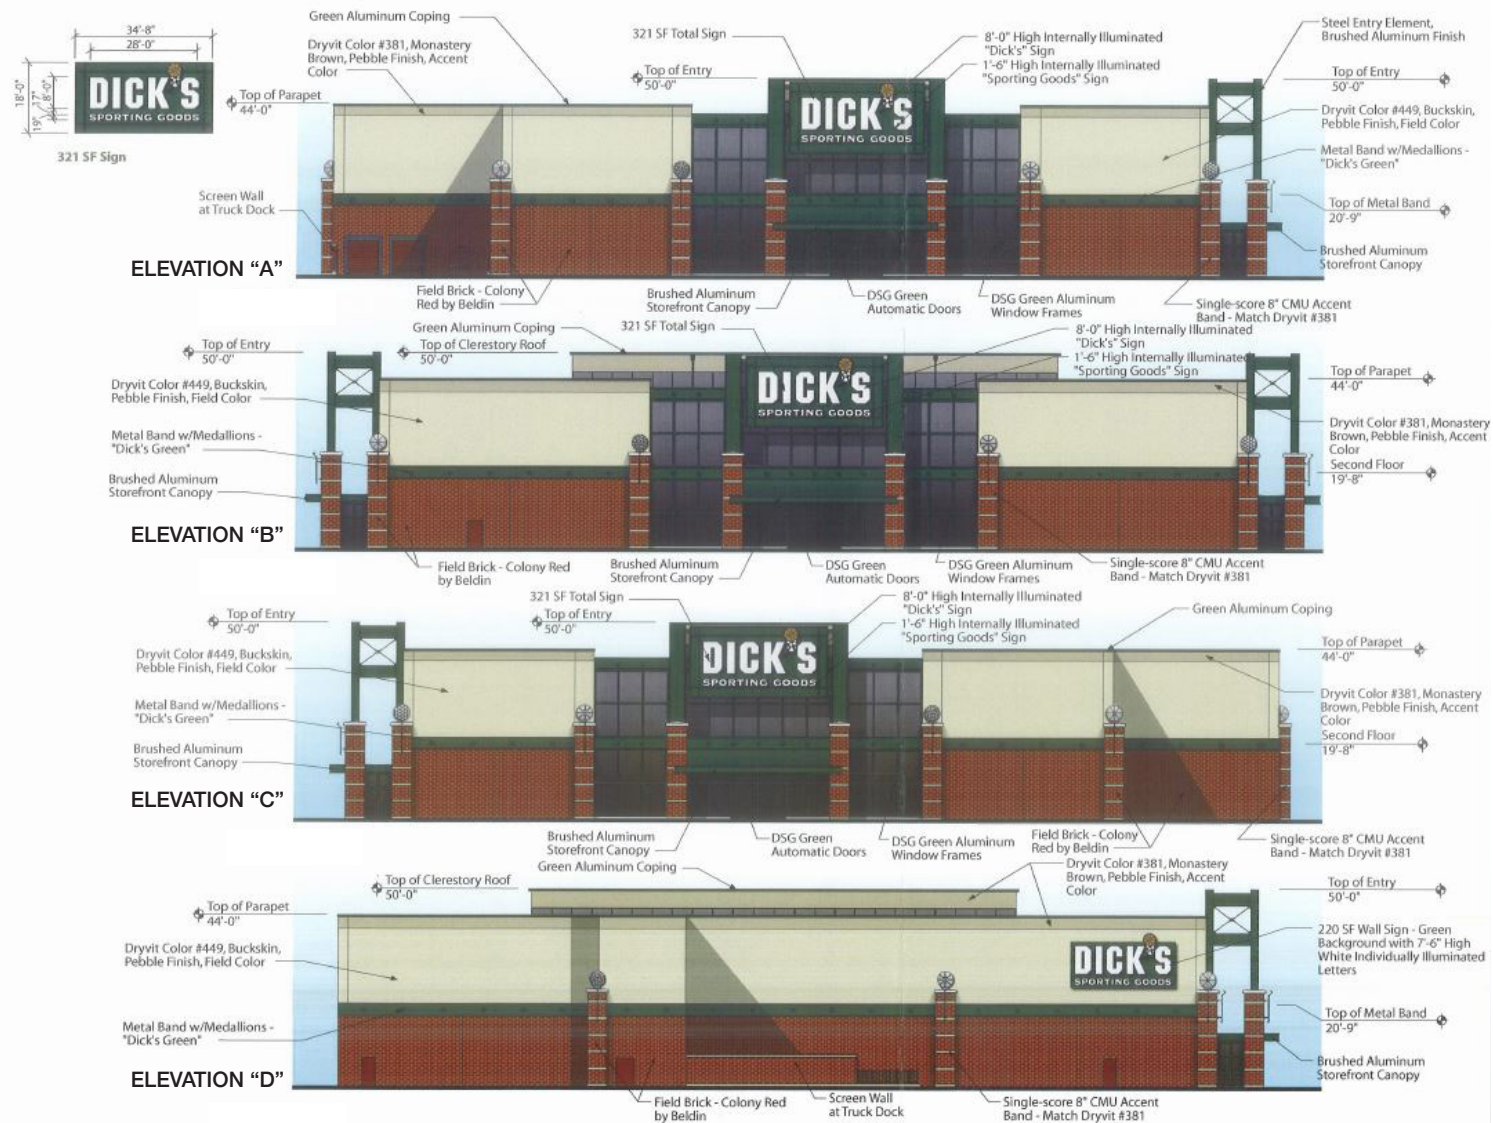 34'-8"
28'-0"
18'-0"
17"
8'-0"
19"
DICK'S
SPORTING GOODS
321 SF Sign
Green Aluminum Coping
Dryvit Color #381, Monastery
Brown, Pebble Finish, Accent
Color
Top of Parapet
44'-0"
321 SF Total Sign
Top of Entry
50'-0"
8'-0" High Internally Illuminated
"Dick's" Sign
1'-6" High Internally Illuminated
"Sporting Goods" Sign
Steel Entry Element,
Brushed Aluminum Finish
Top of Entry
50'-0"
Dryvit Color #449, Buckskin,
Pebble Finish, Field Color
Metal Band w/Medallions -
"Dick's Green"
Top of Metal Band
20'-9"
Brushed Aluminum
Storefront Canopy
DICK'S
SPORTING GOODS
Screen Wall
at Truck Dock
ELEVATION “A”
Field Brick - Colony
Red by Beldin
Brushed Aluminum
Storefront Canopy
DSG Green
Automatic Doors
DSG Green Aluminum
Window Frames
Single-score 8" CMU Accent
Band - Match Dryvit #381
Green Aluminum Coping
321 SF Total Sign
Top of Entry
50'-0"
Top of Clerestory Roof
50'-0"
8'-0" High Internally Illuminated
"Dick's" Sign
1'-6" High Internally Illuminated
"Sporting Goods" Sign
Top of Parapet
44'-0"
Dryvit Color #449, Buckskin,
Pebble Finish, Field Color
DICK'S
SPORTING GOODS
Dryvit Color #381, Monastery
Brown, Pebble Finish, Accent
Color
Metal Band w/Medallions -
"Dick's Green"
Second Floor
19'-8"
Brushed Aluminum
Storefront Canopy
ELEVATION “B”
Field Brick - Colony Red
by Beldin
Brushed Aluminum
Storefront Canopy
DSG Green
Automatic Doors
DSG Green Aluminum
Window Frames
Single-score 8" CMU Accent
Band - Match Dryvit #381
321 SF Total Sign
Top of Entry
50'-0"
Top of Entry
50'-0"
8'-0" High Internally Illuminated
"Dick's" Sign
1'-6" High Internally Illuminated
"Sporting Goods" Sign
Green Aluminum Coping
Top of Parapet
44'-0"
Dryvit Color #449, Buckskin,
Pebble Finish, Field Color
DICK'S
SPORTING GOODS
Dryvit Color #381, Monastery
Brown, Pebble Finish, Accent
Color
Metal Band w/Medallions -
"Dick's Green"
Second Floor
19'-8"
Brushed Aluminum
Storefront Canopy
ELEVATION “C”
Brushed Aluminum
Storefront Canopy
DSG Green
Automatic Doors
DSG Green Aluminum
Window Frames
Field Brick - Colony
Red by Beldin
Single-score 8" CMU Accent
Band - Match Dryvit #381
Green Aluminum Coping
Dryvit Color #381, Monastery
Brown, Pebble Finish, Accent
Color
Top of Clerestory Roof
50'-0"
Top of Entry
50'-0"
Top of Parapet
44'-0"
220 SF Wall Sign - Green
Background with 7'-6" High
White Individually Illuminated
Letters
Dryvit Color #449, Buckskin,
Pebble Finish, Field Color
DICK'S
SPORTING GOODS
Metal Band w/Medallions -
"Dick's Green"
Top of Metal Band
20'-9"
Brushed Aluminum
Storefront Canopy
ELEVATION “D”
Field Brick - Colony Red
by Beldin
Screen Wall
at Truck Dock
Single-score 8" CMU Accent
Band - Match Dryvit #381